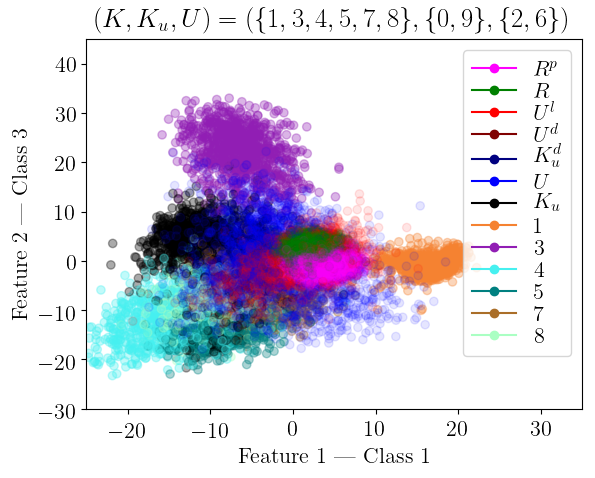 (K, K_u, U) = ({1, 3, 4, 5, 7, 8}, {0, 9}, {2, 6})
40
30
20
10
0
−10
−20
−30
Feature 2 — Class 3
−20 −10 0 10 20 30
Feature 1 — Class 1
R^p
R
U^l
U^d
K_u^d
U
K_u
1
3
4
5
7
8